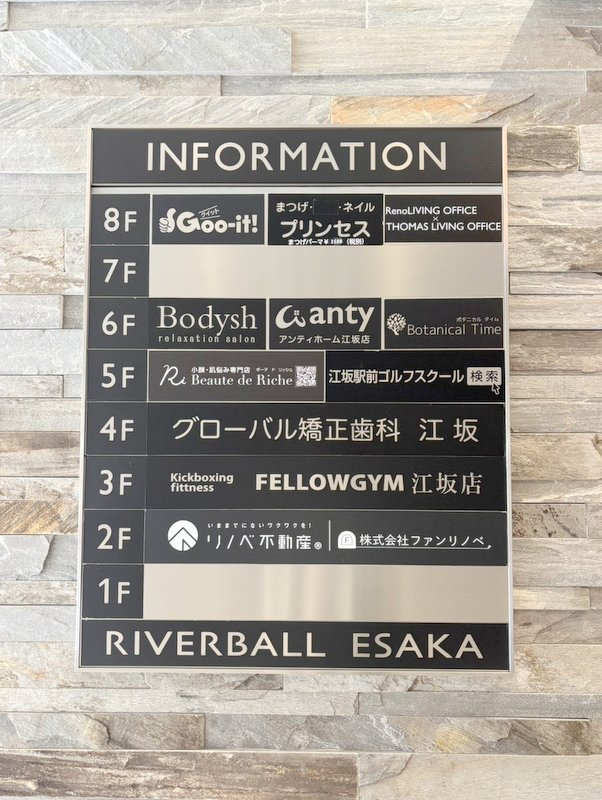 INFORMATION
8F
ダイット
Goo-it!
まつげ・ ・ネイル
プリンセス
まつげパーマ¥3500(税別)
RenoLIVING OFFICE
×
THOMAS LIVING OFFICE
7F
6F
Bodysh
relaxation salon
anty
アンティホーム江坂店
ボタニカル タイム
Botanical Time
5F
Ri
小顔・肌悩み専門店 ボーテ ド リッシュ
Beaute de Riche
江坂駅前ゴルフスクール 検索
4F
グローバル矯正歯科 江坂
3F
Kickboxing
fittness
FELLOWGYM 江坂店
2F
いままでにないワクワクを!
リノベ不動産®
株式会社ファンリノベ
1F
RIVERBALL ESAKA